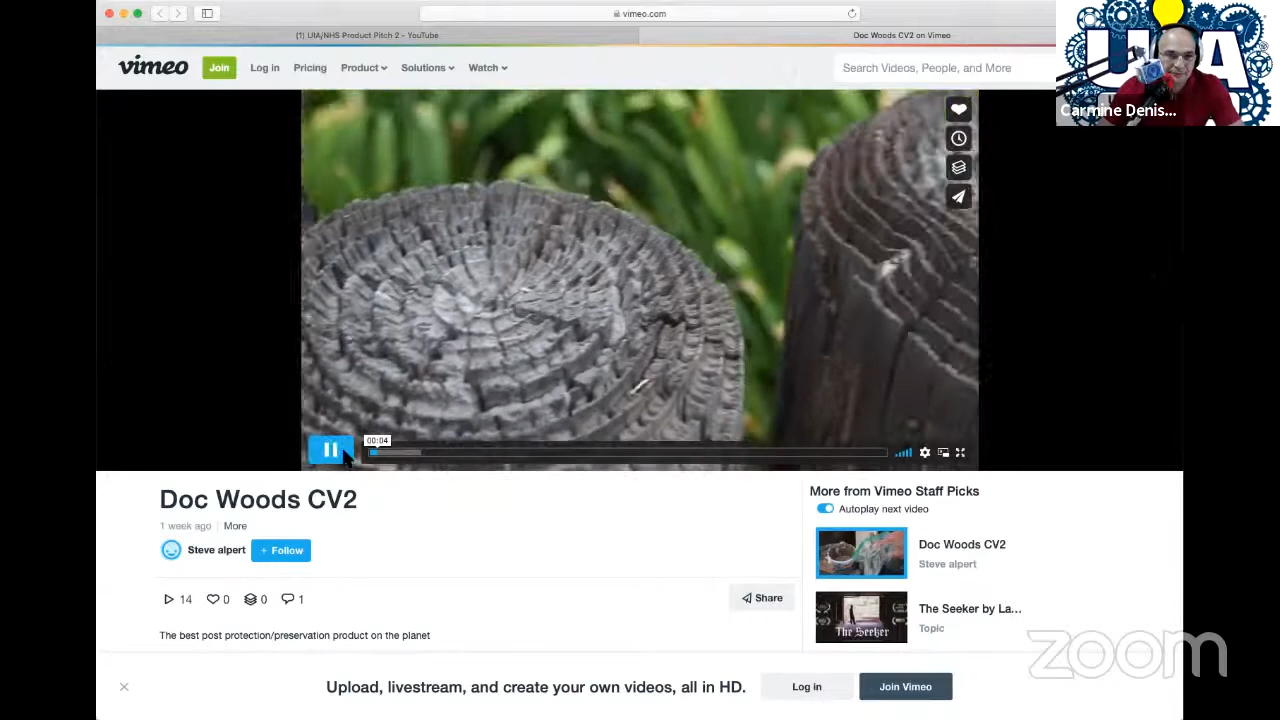 vimeo.com
(1) UIA/NHS Product Pitch 2 - YouTube
Doc Woods CV2 on Vimeo
vimeo
Join
Log in
Pricing
Product
Solutions
Watch
Search Videos, People, and More
UIA
Carmine Denis...
00:04
Doc Woods CV2
1 week ago
More
Steve alpert
+ Follow
14
0
0
1
Share
The best post protection/preservation product on the planet
More from Vimeo Staff Picks
Autoplay next video
Doc Woods CV2
Steve alpert
The Seeker
The Seeker by La...
Topic
zoom
Upload, livestream, and create your own videos, all in HD.
Log in
Join Vimeo